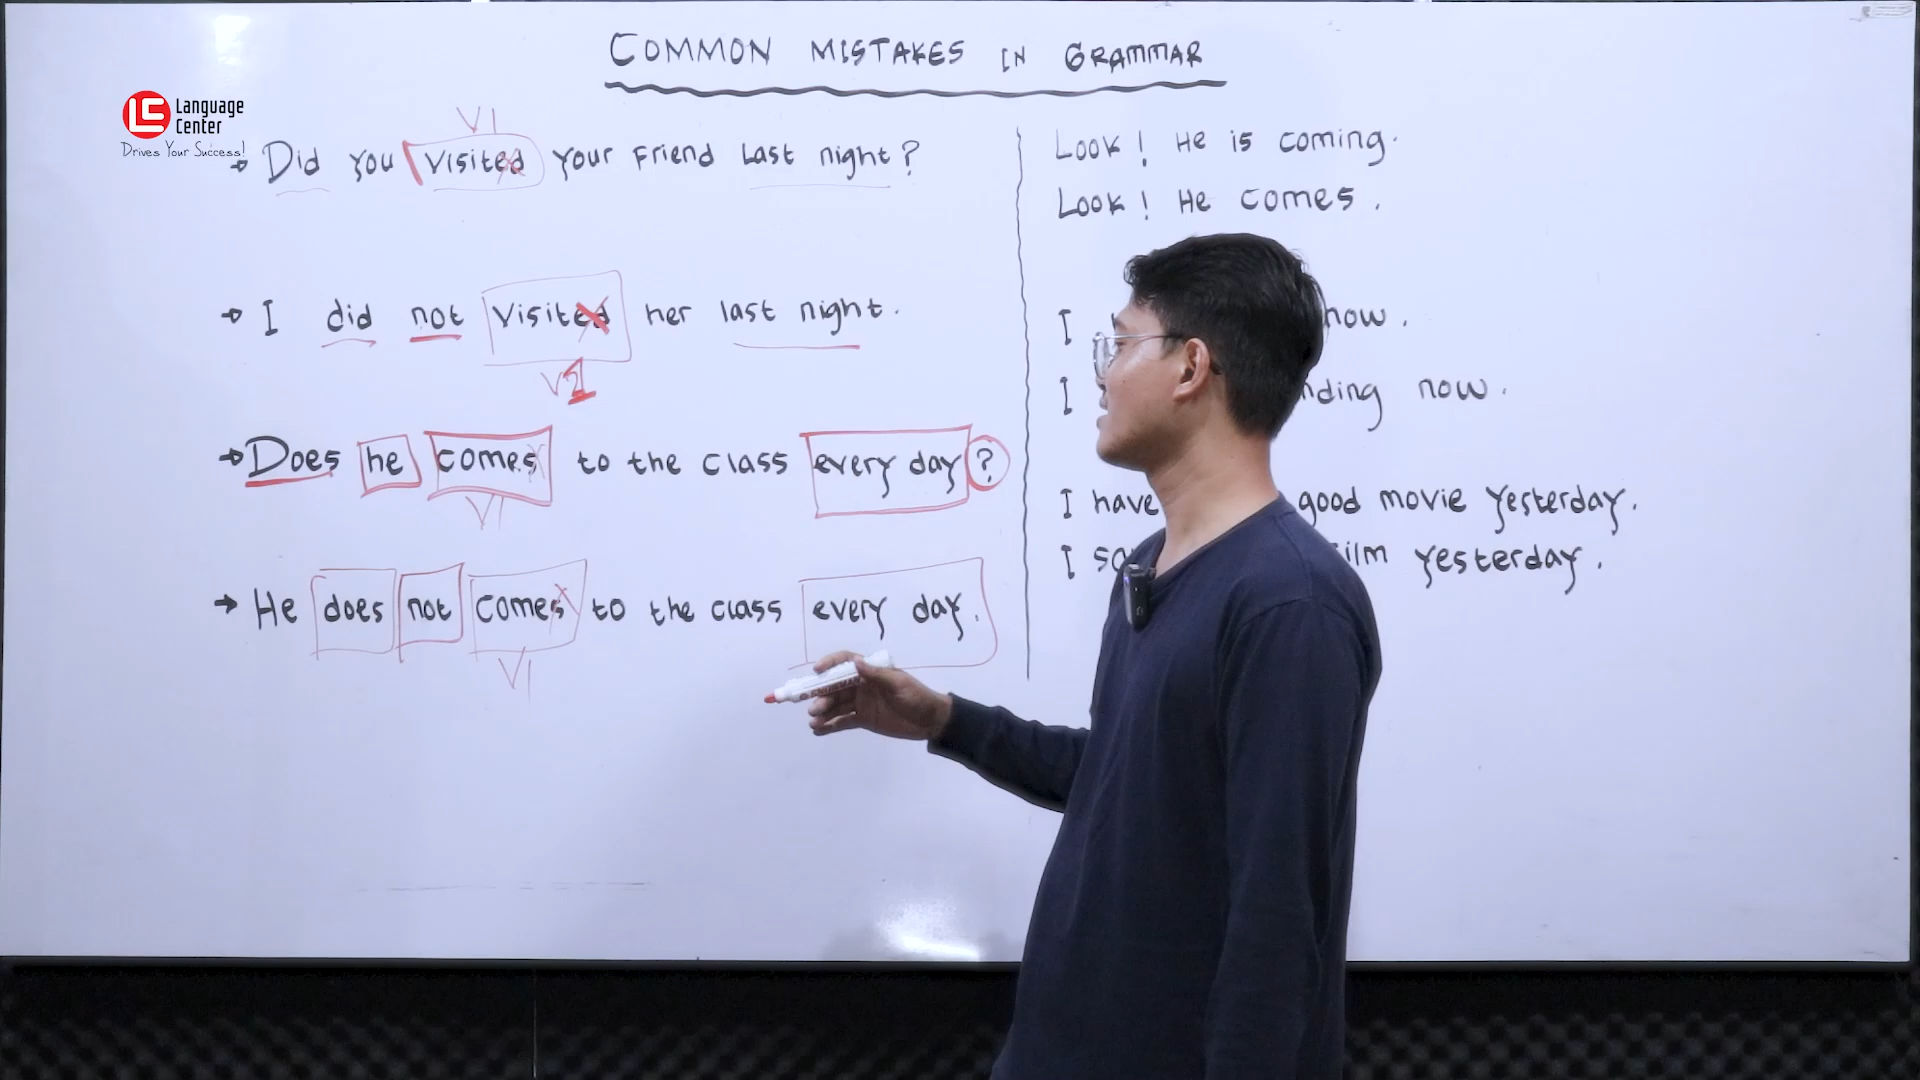 COMMON MISTAKES IN GRAMMAR
LC Language
Center
Drives Your Success!
V1
→ Did you visited your friend last night?
→ I did not visited her last night.
V1
→ Does he comes to the class every day?
V1
→ He does not comes to the class every day.
V1
Look! He is coming.
Look! He comes.
I now.
I now.
I have good movie yesterday.
I yesterday.
SNOWMAN